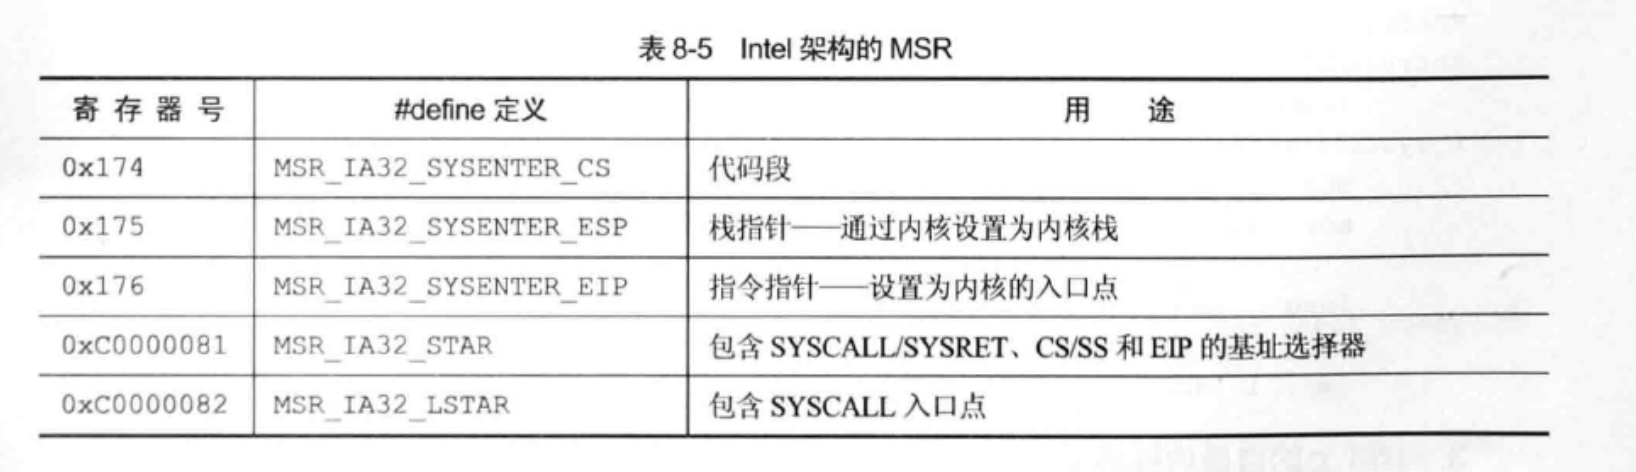 表 8-5 Intel 架构的 MSR
寄存器号 #define 定义 用途
0x174 MSR_IA32_SYSENTER_CS 代码段
0x175 MSR_IA32_SYSENTER_ESP 栈指针——通过内核设置为内核栈
0x176 MSR_IA32_SYSENTER_EIP 指令指针——设置为内核的入口点
0xC0000081 MSR_IA32_STAR 包含 SYSCALL/SYSRET、CS/SS 和 EIP 的基址选择器
0xC0000082 MSR_IA32_LSTAR 包含 SYSCALL 入口点